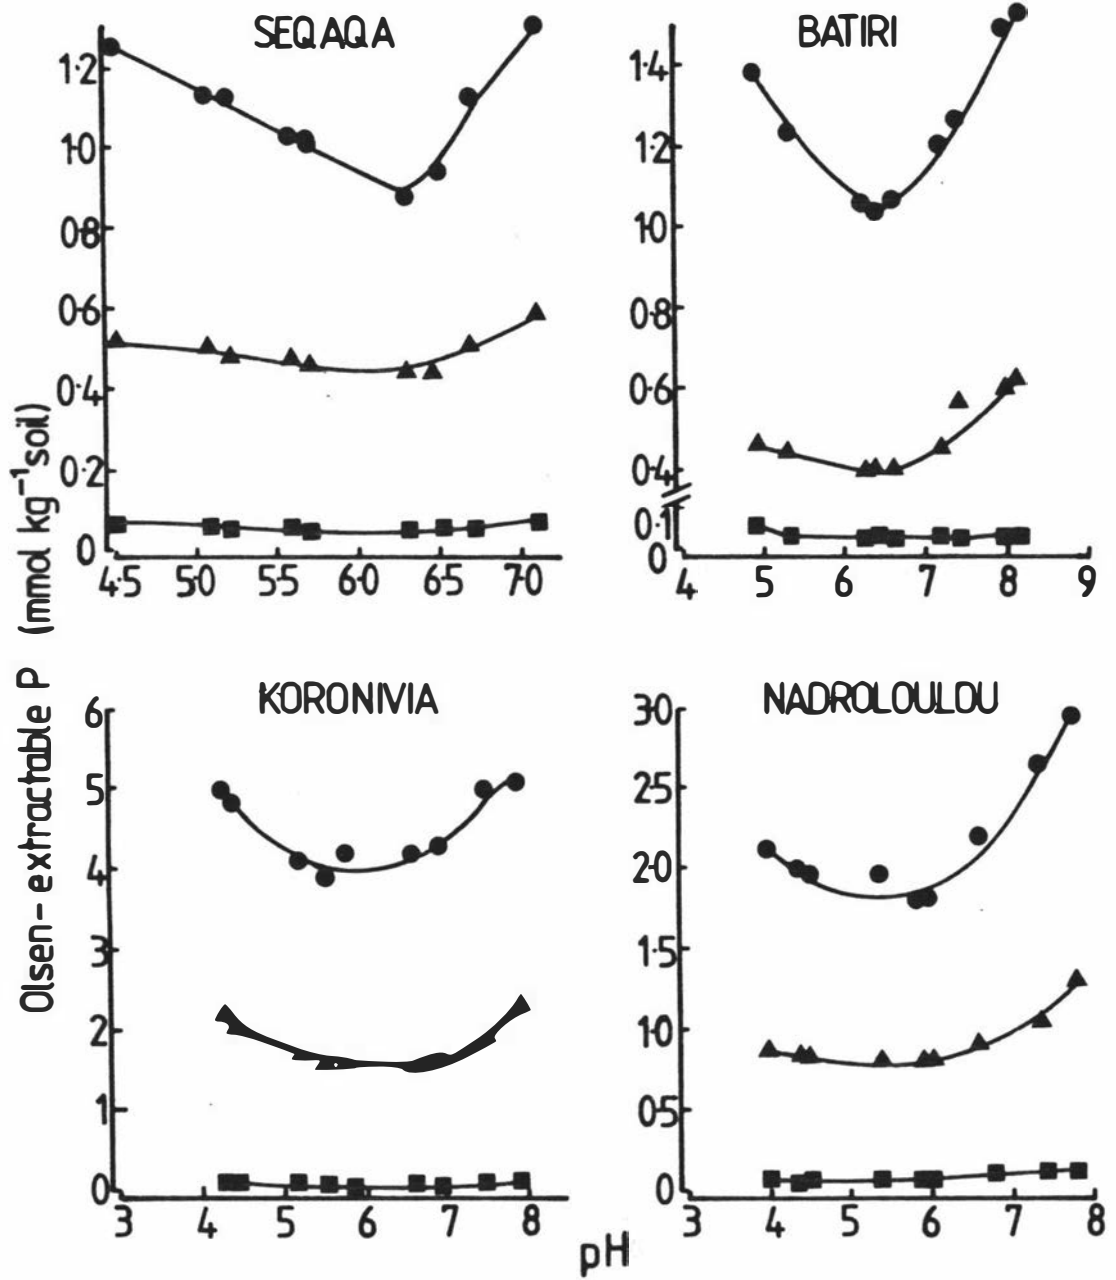 SEQAQA
1·2
1·0
0·8
0·6
0·4
0·2
0
4·5 5·0 5·5 6·0 6·5 7·0
BATIRI
1·4
1·2
1·0
0·8
0·6
0·4
0·1
0
4 5 6 7 8 9
Olsen-extractable P (mmol kg⁻¹soil)
KORONIVIA
6
5
4
3
2
1
0
3 4 5 6 7 8
NADROLOULDU
3·0
2·5
2·0
1·5
1·0
0·5
0
3 4 5 6 7 8
pH